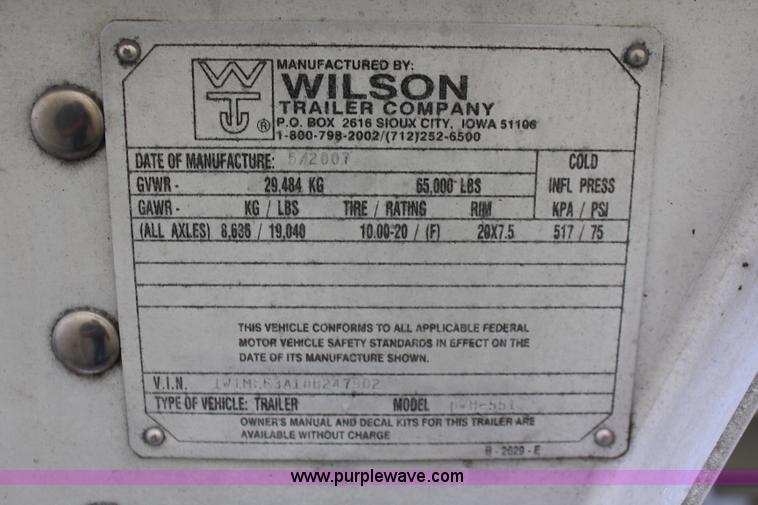 WTC ®
MANUFACTURED BY:
WILSON
TRAILER COMPANY
P.O. BOX 2616 SIOUX CITY, IOWA 51106
1-800-798-2002/(712)252-6500
DATE OF MANUFACTURE: 5/2007 COLD
GVWR - 29,484 KG 65,000 LBS INFL PRESS
GAWR - KG / LBS TIRE / RATING RIM KPA / PSI
(ALL AXLES) 8,636 / 19,040 10.00-20 / (F) 20X7.5 517 / 75
THIS VEHICLE CONFORMS TO ALL APPLICABLE FEDERAL
MOTOR VEHICLE SAFETY STANDARDS IN EFFECT ON THE
DATE OF ITS MANUFACTURE SHOWN.
V.I.N.
TYPE OF VEHICLE: TRAILER MODEL
OWNER'S MANUAL AND DECAL KITS FOR THIS TRAILER ARE
AVAILABLE WITHOUT CHARGE
B - 2029 - E
www.purplewave.com